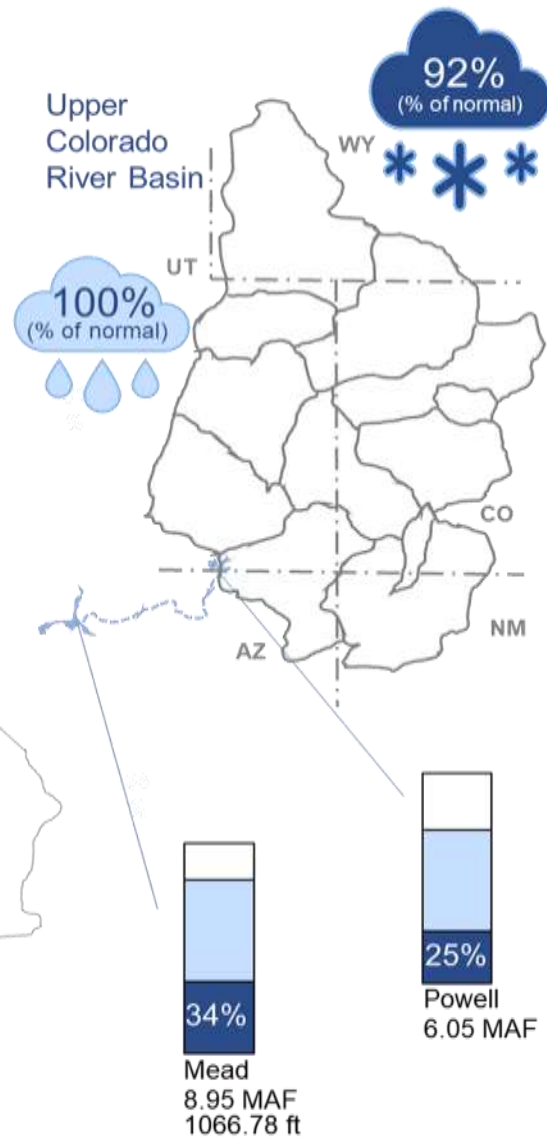 92%
(% of normal)
Upper
Colorado
River Basin
WY
UT
100%
(% of normal)
CO
NM
AZ
25%
Powell
6.05 MAF
34%
Mead
8.95 MAF
1066.78 ft